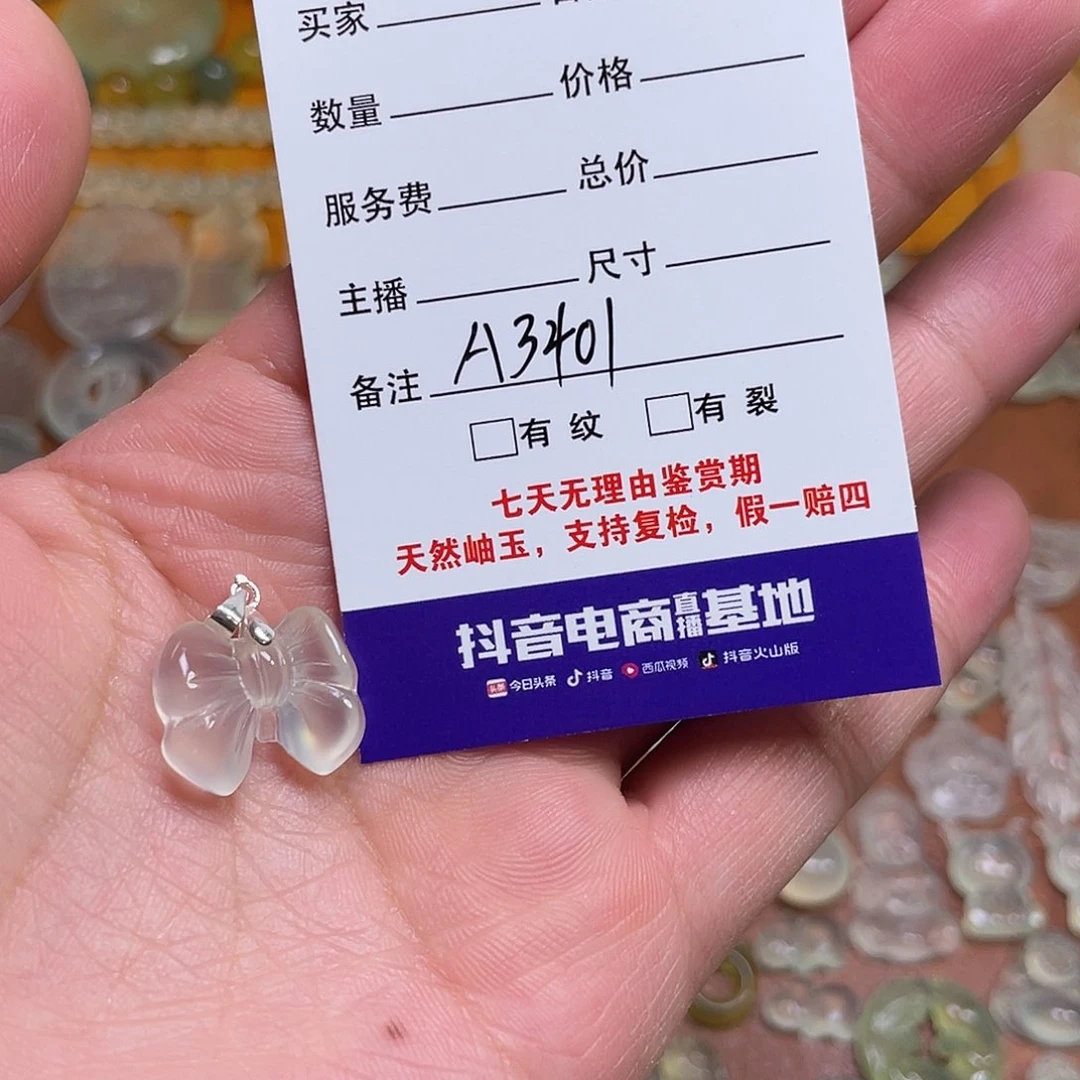 买家
数量 价格
服务费 总价
主播 尺寸
备注 A3401
有纹 有裂
七天无理由鉴赏期
天然岫玉，支持复检，假一赔四
抖音电商直播基地
头条 今日头条 抖音 西瓜视频 抖音火山版